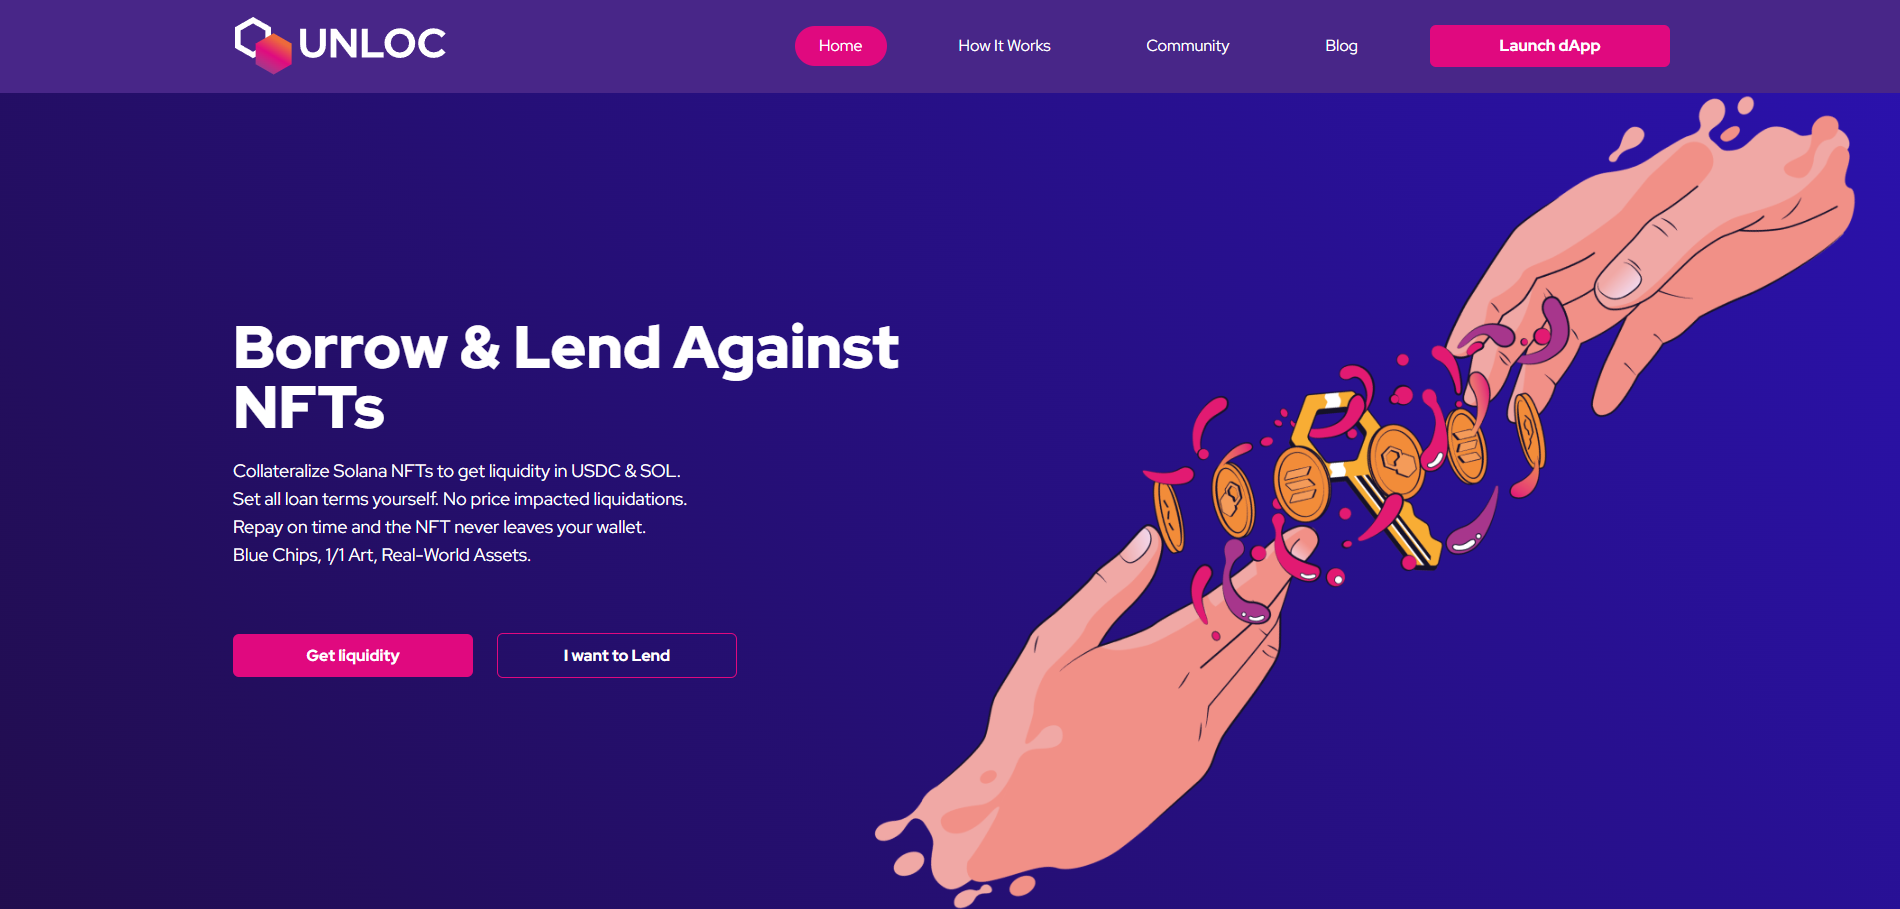 UNLOC
Home
How It Works
Community
Blog
Launch dApp
Borrow & Lend Against
NFTs
Collateralize Solana NFTs to get liquidity in USDC & SOL.
Set all loan terms yourself. No price impacted liquidations.
Repay on time and the NFT never leaves your wallet.
Blue Chips, 1/1 Art, Real-World Assets.
Get liquidity
I want to Lend